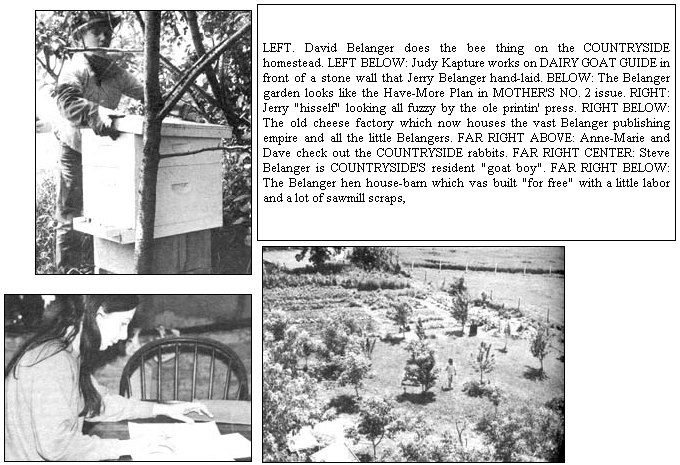 LEFT. David Belanger does the bee thing on the COUNTRYSIDE
homestead. LEFT BELOW: Judy Kapture works on DAIRY GOAT GUIDE in
front of a stone wall that Jerry Belanger hand-laid. BELOW: The Belanger
garden looks like the Have-More Plan in MOTHER'S NO. 2 issue. RIGHT:
Jerry "hisself" looking all fuzzy by the ole printin' press. RIGHT BELOW:
The old cheese factory which now houses the vast Belanger publishing
empire and all the little Belangers. FAR RIGHT ABOVE: Anne-Marie and
Dave check out the COUNTRYSIDE rabbits. FAR RIGHT CENTER: Steve
Belanger is COUNTRYSIDE'S resident "goat boy". FAR RIGHT BELOW:
The Belanger hen house-barn which vas built "for free" with a little labor
and a lot of sawmill scraps,